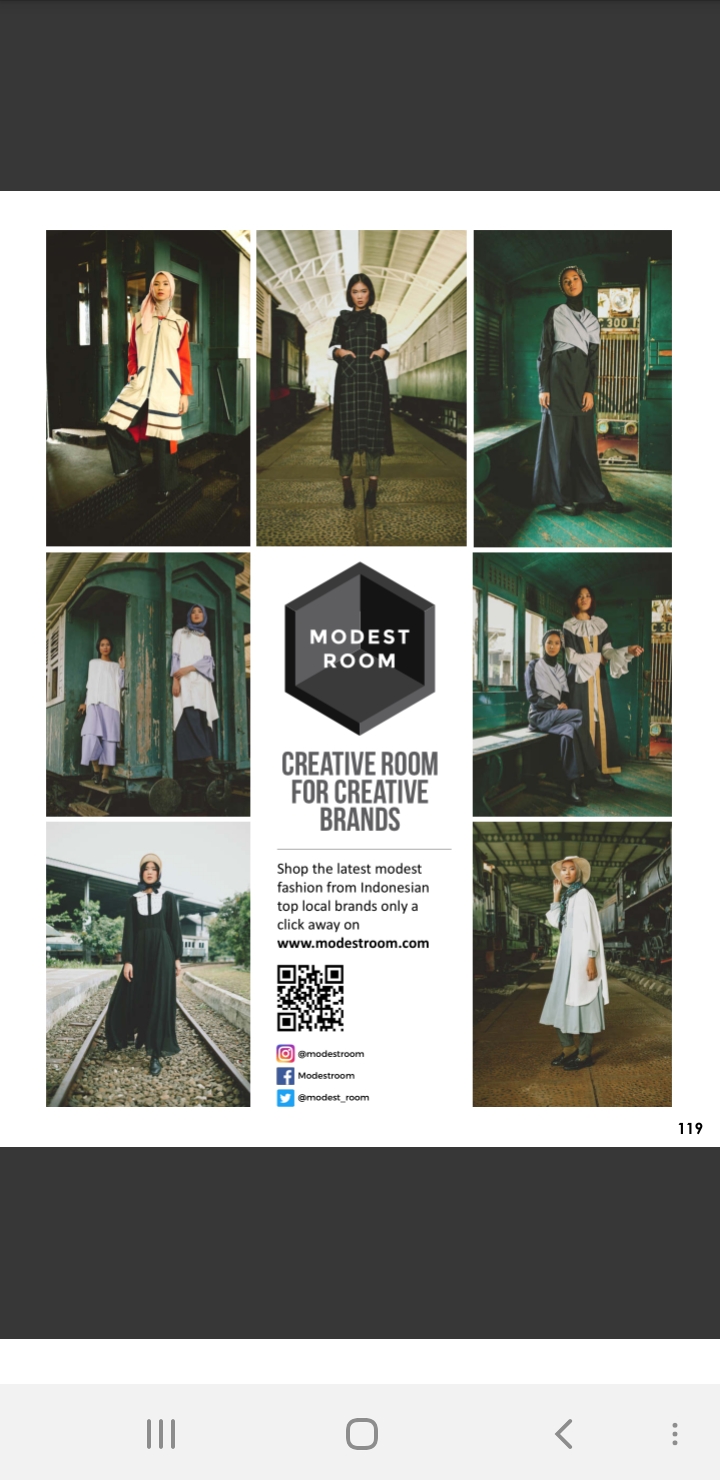 300
MODEST
ROOM
CREATIVE ROOM
FOR CREATIVE
BRANDS
Shop the latest modest
fashion from Indonesian
top local brands only a
click away on
www.modestroom.com
@modestroom
Modestroom
@modest_room
119